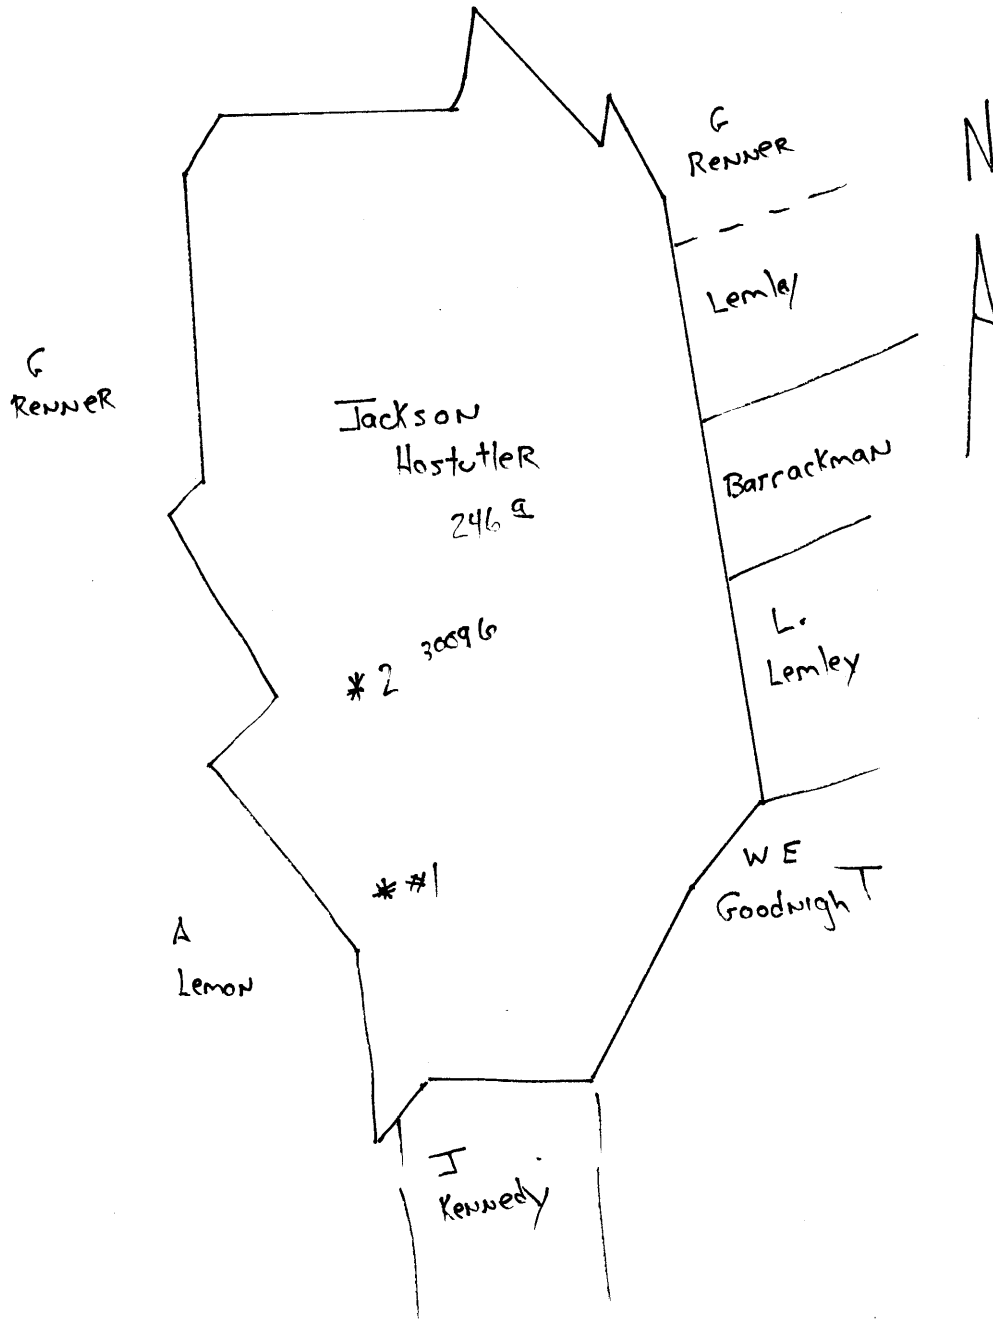 G
RENNER
N
Lemley
G
RENNER
Jackson
HostutleR
246 a
Barrackman
L.
Lemley
* 2 30096
* #1
W E
GoodnighT
A
Lemon
J
Kennedy